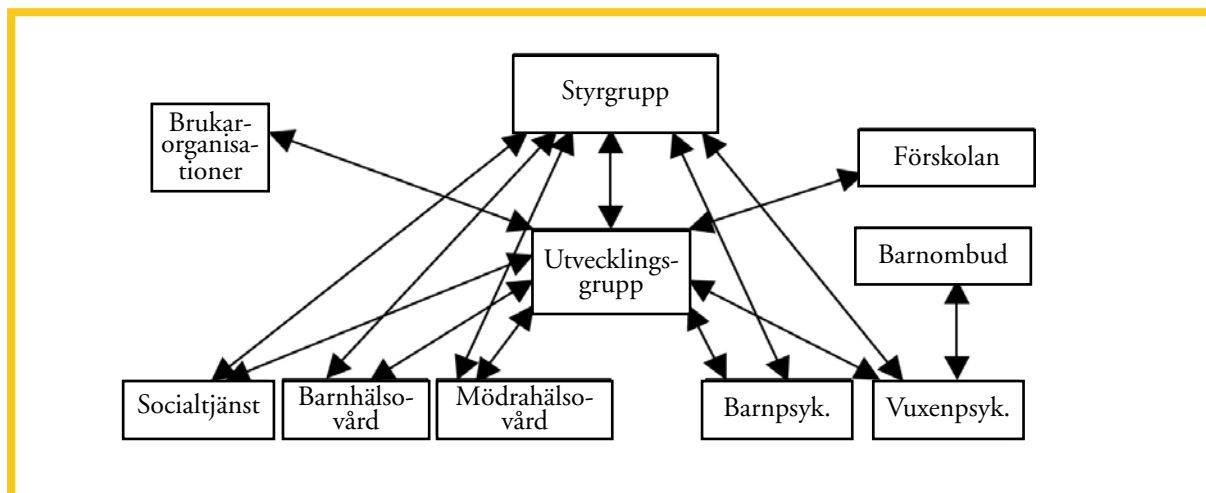 Styrgrupp
Brukar-
organisa-
tioner
Förskolan
Utvecklings-
grupp
Barnombud
Socialtjänst
Barnhälso-
vård
Mödrahälso-
vård
Barnpsyk.
Vuxenpsyk.